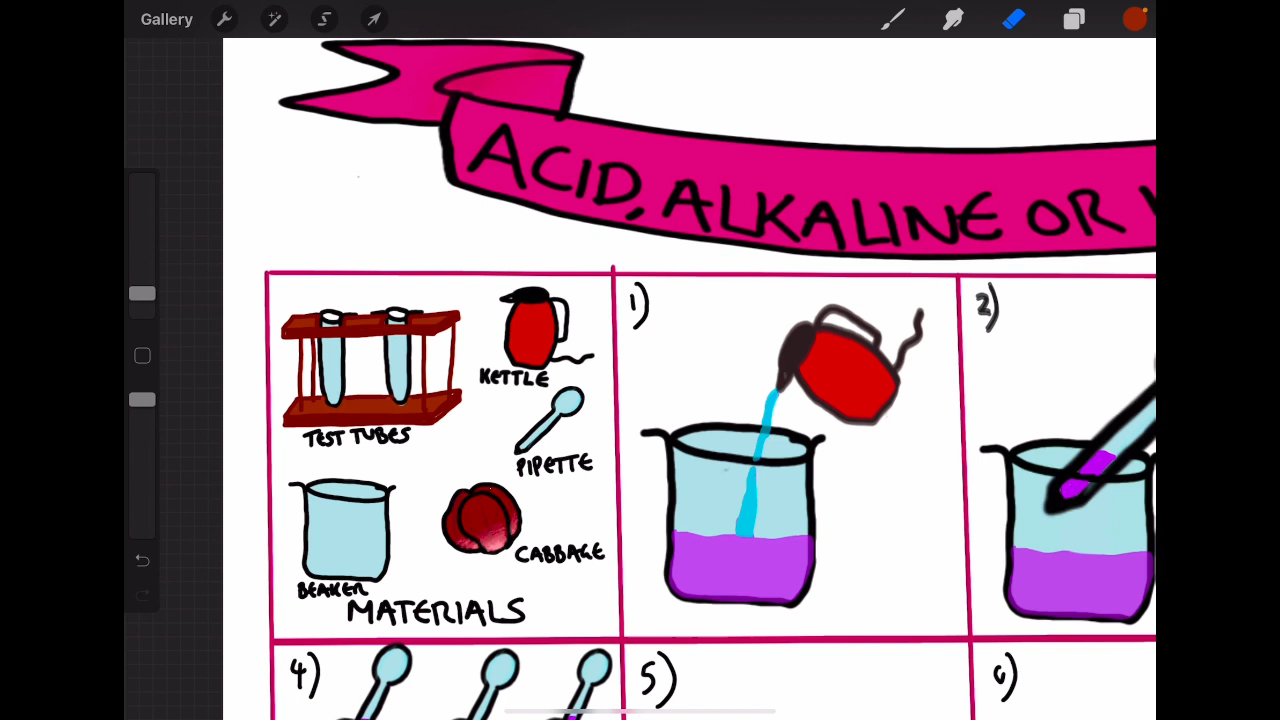 Gallery
ACID, ALKALINE OR
KETTLE
TEST TUBES
PIPETTE
CABBAGE
BEAKER
MATERIALS
1)
2)
4)
5)
6)